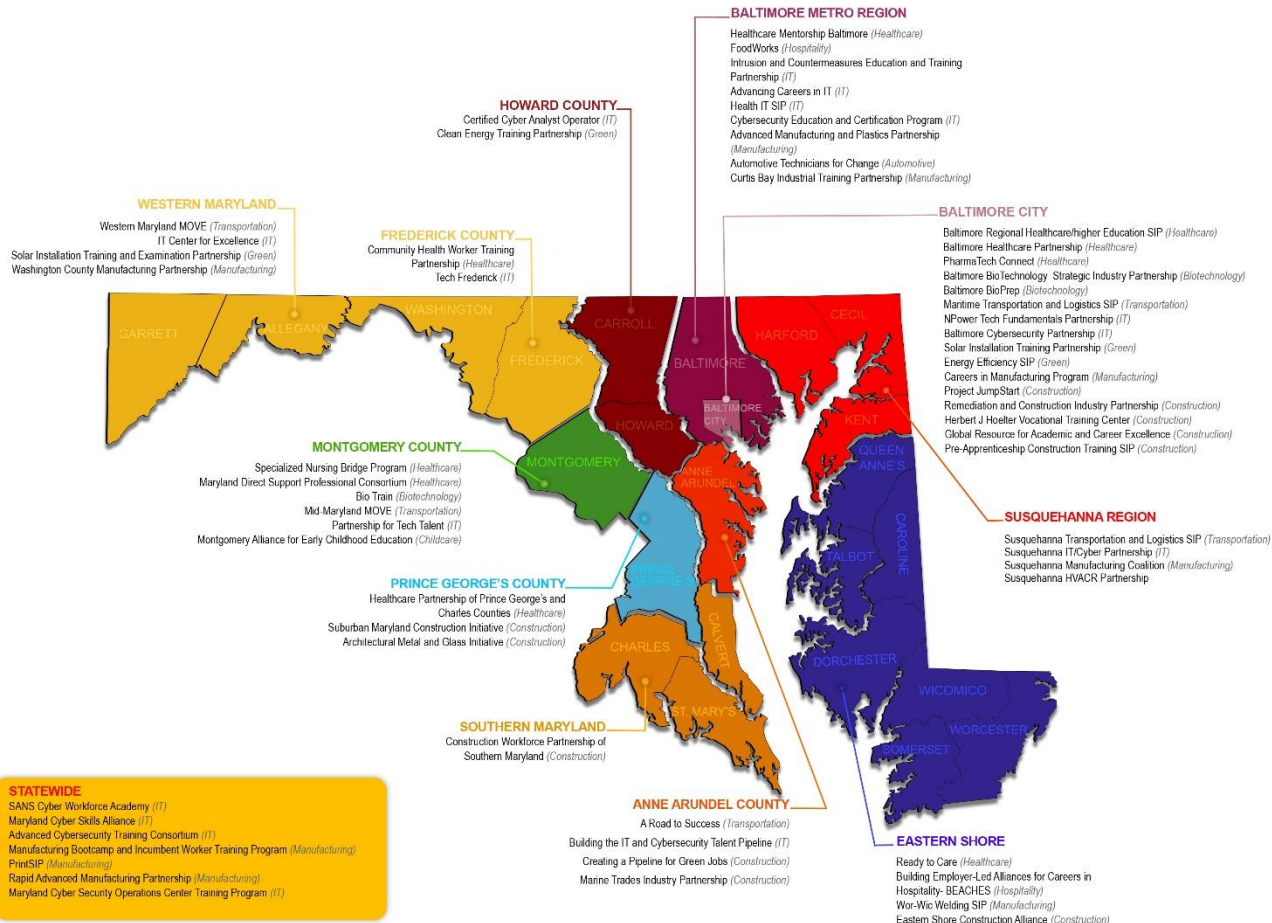 BALTIMORE METRO REGION
Healthcare Mentorship Baltimore (Healthcare)
FoodWorks (Hospitality)
Intrusion and Countermeasures Education and Training
Partnership (IT)
Advancing Careers in IT (IT)
Health IT SIP (IT)
Cybersecurity Education and Certification Program (IT)
Advanced Manufacturing and Plastics Partnership
(Manufacturing)
Automotive Technicians for Change (Automotive)
Curtis Bay Industrial Training Partnership (Manufacturing)
HOWARD COUNTY
Certified Cyber Analyst Operator (IT)
Clean Energy Training Partnership (Green)
WESTERN MARYLAND
Western Maryland MOVE (Transportation)
IT Center for Excellence (IT)
Solar Installation Training and Examination Partnership (Green)
Washington County Manufacturing Partnership (Manufacturing)
FREDERICK COUNTY
Community Health Worker Training
Partnership (Healthcare)
Tech Frederick (IT)
BALTIMORE CITY
Baltimore Regional Healthcare/higher Education SIP (Healthcare)
Baltimore Healthcare Partnership (Healthcare)
PharmaTech Connect (Healthcare)
Baltimore BioTechnology Strategic Industry Partnership (Biotechnology)
Baltimore BioPrep (Biotechnology)
Maritime Transportation and Logistics SIP (Transportation)
NPower Tech Fundamentals Partnership (IT)
Baltimore Cybersecurity Partnership (IT)
Solar Installation Training Partnership (Green)
Energy Efficiency SIP (Green)
Careers in Manufacturing Program (Manufacturing)
Project JumpStart (Construction)
Remediation and Construction Industry Partnership (Construction)
Herbert J Hoelter Vocational Training Center (Construction)
Global Resource for Academic and Career Excellence (Construction)
Pre-Apprenticeship Construction Training SIP (Construction)
GARRETT
ALLEGANY
WASHINGTON
FREDERICK
CARROLL
BALTIMORE
BALTIMORE
CITY
HARFORD
CECIL
KENT
HOWARD
MONTGOMERY
ANNE
ARUNDEL
QUEEN
ANNE'S
CAROLINE
TALBOT
PRINCE
GEORGE'S
CALVERT
CHARLES
ST. MARY'S
DORCHESTER
WICOMICO
WORCESTER
SOMERSET
MONTGOMERY COUNTY
Specialized Nursing Bridge Program (Healthcare)
Maryland Direct Support Professional Consortium (Healthcare)
Bio Train (Biotechnology)
Mid-Maryland MOVE (Transportation)
Partnership for Tech Talent (IT)
Montgomery Alliance for Early Childhood Education (Childcare)
SUSQUEHANNA REGION
Susquehanna Transportation and Logistics SIP (Transportation)
Susquehanna IT/Cyber Partnership (IT)
Susquehanna Manufacturing Coalition (Manufacturing)
Susquehanna HVACR Partnership
PRINCE GEORGE'S COUNTY
Healthcare Partnership of Prince George's and
Charles Counties (Healthcare)
Suburban Maryland Construction Initiative (Construction)
Architectural Metal and Glass Initiative (Construction)
SOUTHERN MARYLAND
Construction Workforce Partnership of
Southern Maryland (Construction)
STATEWIDE
SANS Cyber Workforce Academy (IT)
Maryland Cyber Skills Alliance (IT)
Advanced Cybersecurity Training Consortium (IT)
Manufacturing Bootcamp and Incumbent Worker Training Program (Manufacturing)
PrintSIP (Manufacturing)
Rapid Advanced Manufacturing Partnership (Manufacturing)
Maryland Cyber Security Operations Center Training Program (IT)
ANNE ARUNDEL COUNTY
A Road to Success (Transportation)
Building the IT and Cybersecurity Talent Pipeline (IT)
Creating a Pipeline for Green Jobs (Construction)
Marine Trades Industry Partnership (Construction)
EASTERN SHORE
Ready to Care (Healthcare)
Building Employer-Led Alliances for Careers in
Hospitality- BEACHES (Hospitality)
Wor-Wic Welding SIP (Manufacturing)
Eastern Shore Construction Alliance (Construction)